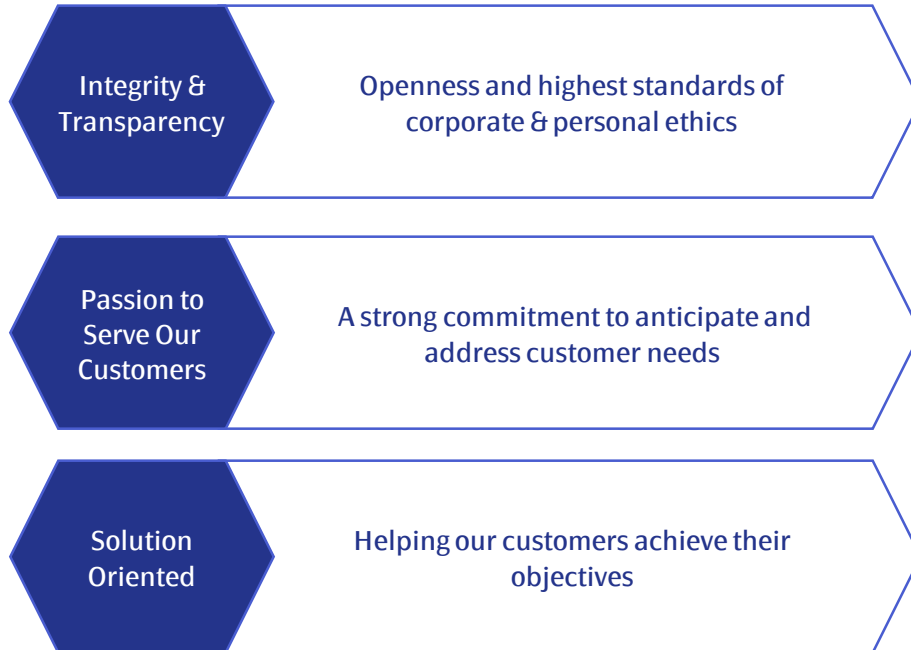 Integrity &
Transparency
Openness and highest standards of
corporate & personal ethics
Passion to
Serve Our
Customers
A strong commitment to anticipate and
address customer needs
Solution
Oriented
Helping our customers achieve their
objectives